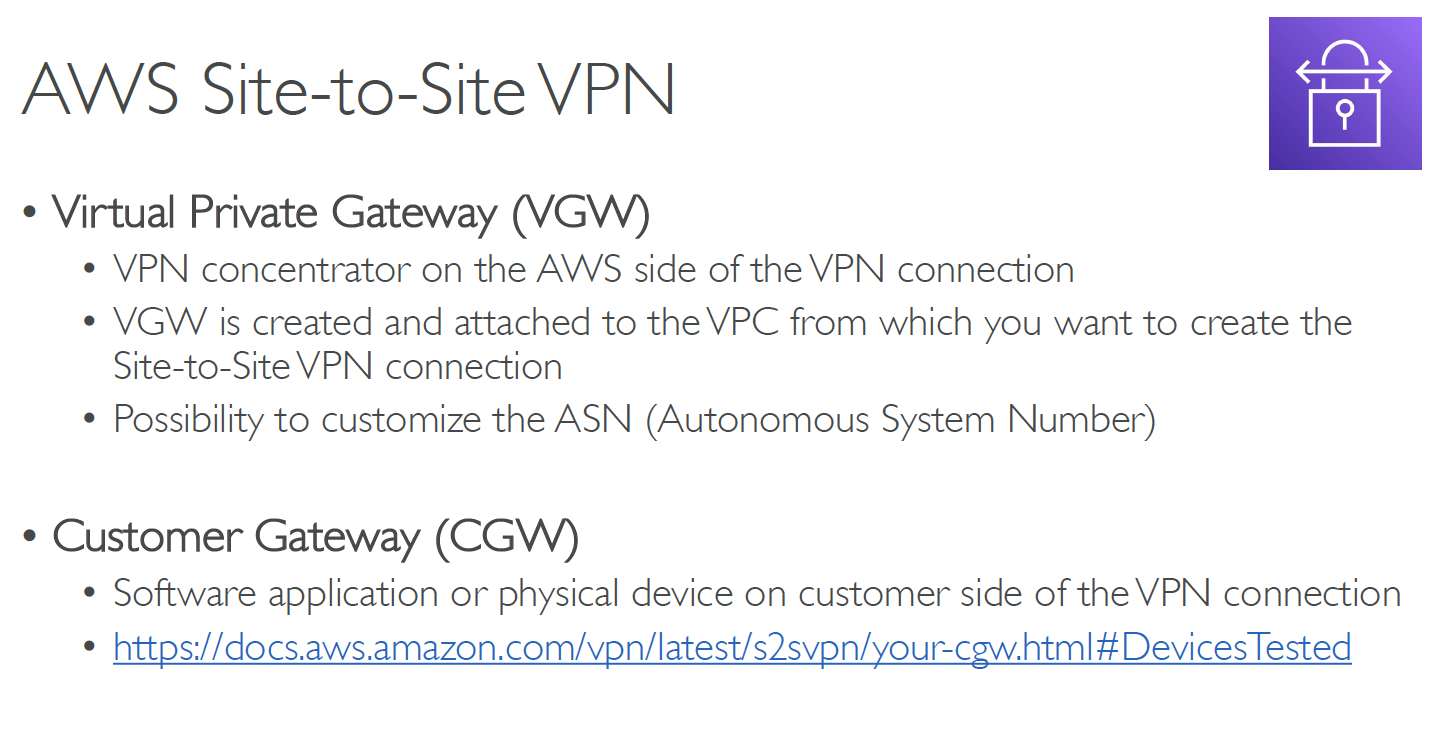 AWS Site-to-Site VPN
• Virtual Private Gateway (VGW)
• VPN concentrator on the AWS side of the VPN connection
• VGW is created and attached to the VPC from which you want to create the
Site-to-Site VPN connection
• Possibility to customize the ASN (Autonomous System Number)
• Customer Gateway (CGW)
• Software application or physical device on customer side of the VPN connection
• https://docs.aws.amazon.com/vpn/latest/s2svpn/your-cgw.html#DevicesTested